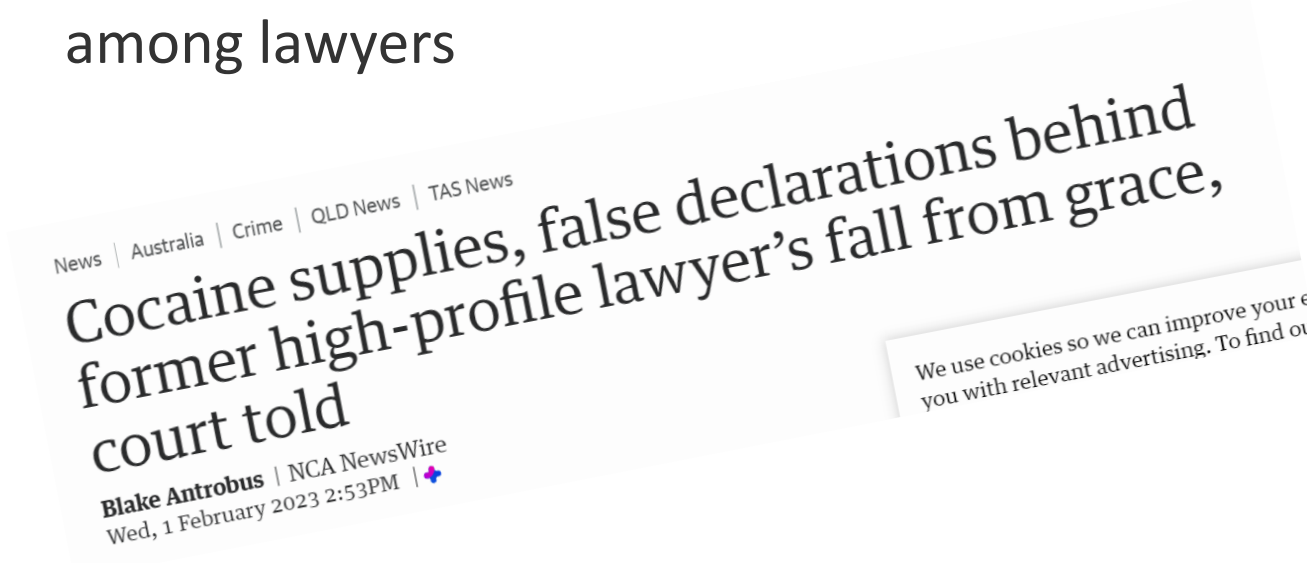 among lawyers
News | Australia | Crime | QLD News | TAS News
Cocaine supplies, false declarations behind
former high-profile lawyer’s fall from grace,
court told
Blake Antrobus | NCA NewsWire
Wed, 1 February 2023 2:53PM |
We use cookies so we can improve your
you with relevant advertising. To find